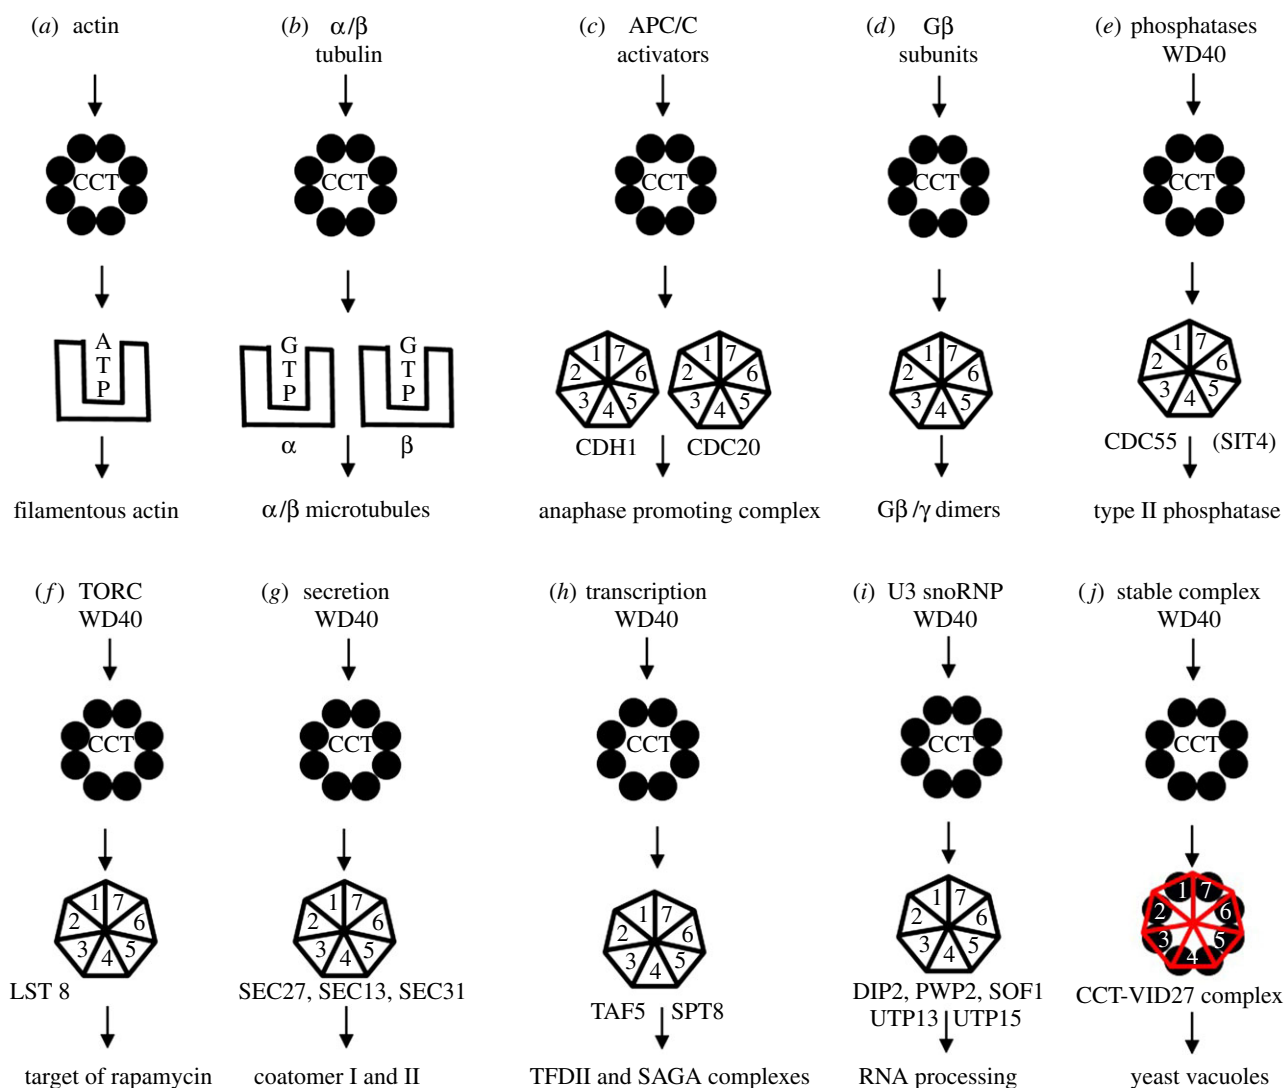 (a) actin
CCT
A
T
P
filamentous actin
(b) α/β
tubulin
CCT
G
T
P
α
G
T
P
β
α/β microtubules
(c) APC/C
activators
CCT
1 7
2 6
3 5
4
CDH1
1 7
2 6
3 5
4
CDC20
anaphase promoting complex
(d) Gβ
subunits
CCT
1 7
2 6
3 5
4
Gβ/γ dimers
(e) phosphatases
WD40
CCT
1 7
2 6
3 5
4
CDC55 (SIT4)
type II phosphatase
(f) TORC
WD40
CCT
1 7
2 6
3 5
4
LST 8
target of rapamycin
(g) secretion
WD40
CCT
1 7
2 6
3 5
4
SEC27, SEC13, SEC31
coatomer I and II
(h) transcription
WD40
CCT
1 7
2 6
3 5
4
TAF5 SPT8
TFDII and SAGA complexes
(i) U3 snoRNP
WD40
CCT
1 7
2 6
3 5
4
DIP2, PWP2, SOF1
UTP13 UTP15
RNA processing
(j) stable complex
WD40
CCT
1 7
2 6
3 5
4
CCT-VID27 complex
yeast vacuoles